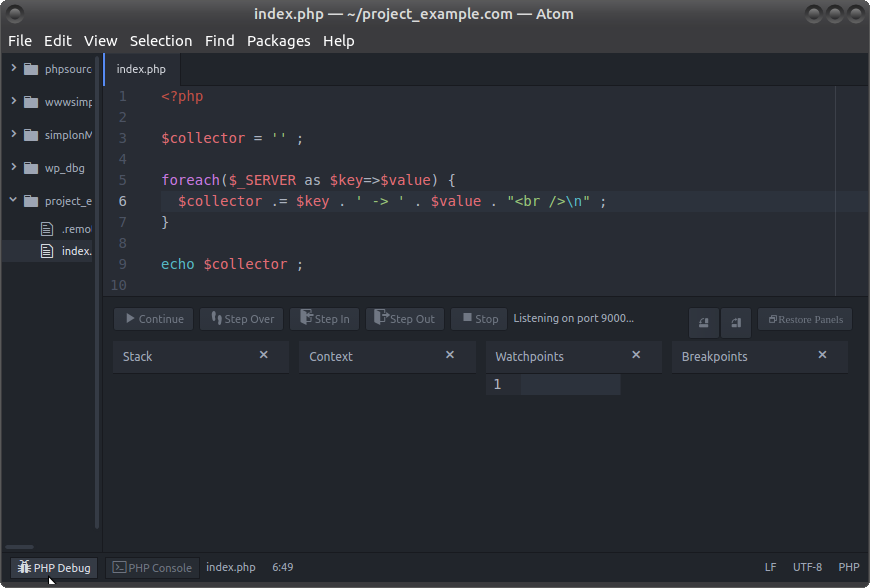 index.php — ~/project_example.com — Atom
File Edit View Selection Find Packages Help
phpsourc
wwwsimp
simplonM
wp_dbg
project_e
.remo
index.
index.php
1 <?php
2
3 $collector = '' ;
4
5 foreach($_SERVER as $key=>$value) {
6 $collector .= $key . ' -> ' . $value . "<br />\n" ;
7 }
8
9 echo $collector ;
10
Continue Step Over Step In Step Out Stop Listening on port 9000... Restore Panels
Stack × Context × Watchpoints × Breakpoints ×
1
PHP Debug PHP Console index.php 6:49 LF UTF-8 PHP